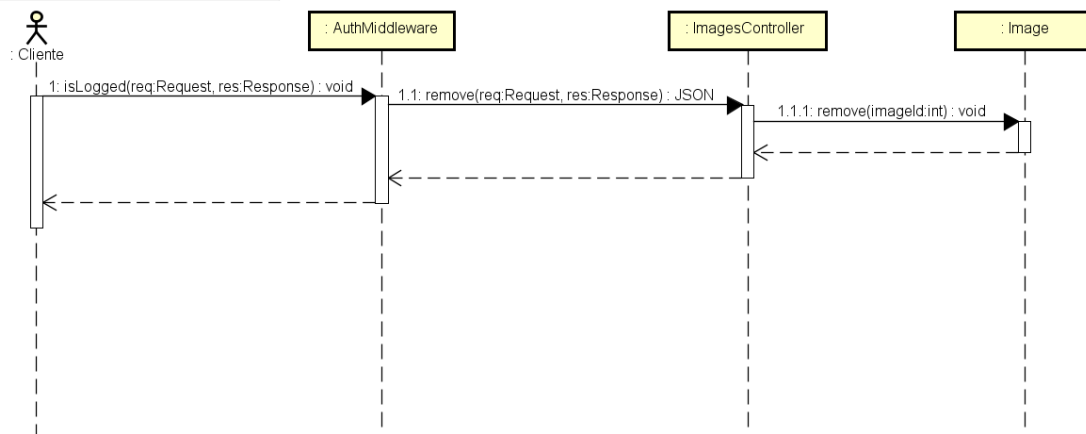 : Cliente
: AuthMiddleware
: ImagesController
: Image
1: isLogged(req:Request, res:Response) : void
1.1: remove(req:Request, res:Response) : JSON
1.1.1: remove(imageId:int) : void